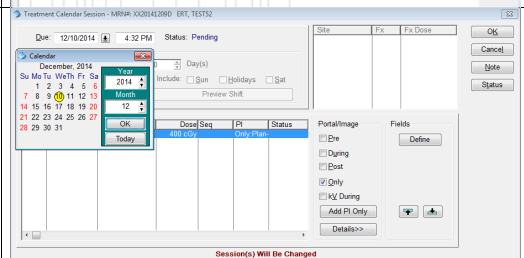 Treatment Calendar Session - MRN#: XX20141209D ERT, TEST52
Due: 12/10/2014 4:32 PM Status: Pending
Site Fx Fx Dose
OK
Cancel
Note
Status
Calendar
December, 2014
Su Mo Tu We Th Fr Sa
1 2 3 4 5 6
7 8 9 10 11 12 13
14 15 16 17 18 19 20
21 22 23 24 25 26 27
28 29 30 31
Year
2014
Month
12
OK
Today
0 Day(s)
Include: Sun Holidays Sat
Preview Shift
Dose Seq PI Status
400 cGy Only:Plan-
Portal/Image
Pre
During
Post
Only
kV During
Add PI Only
Details>>
Fields
Define
Session(s) Will Be Changed